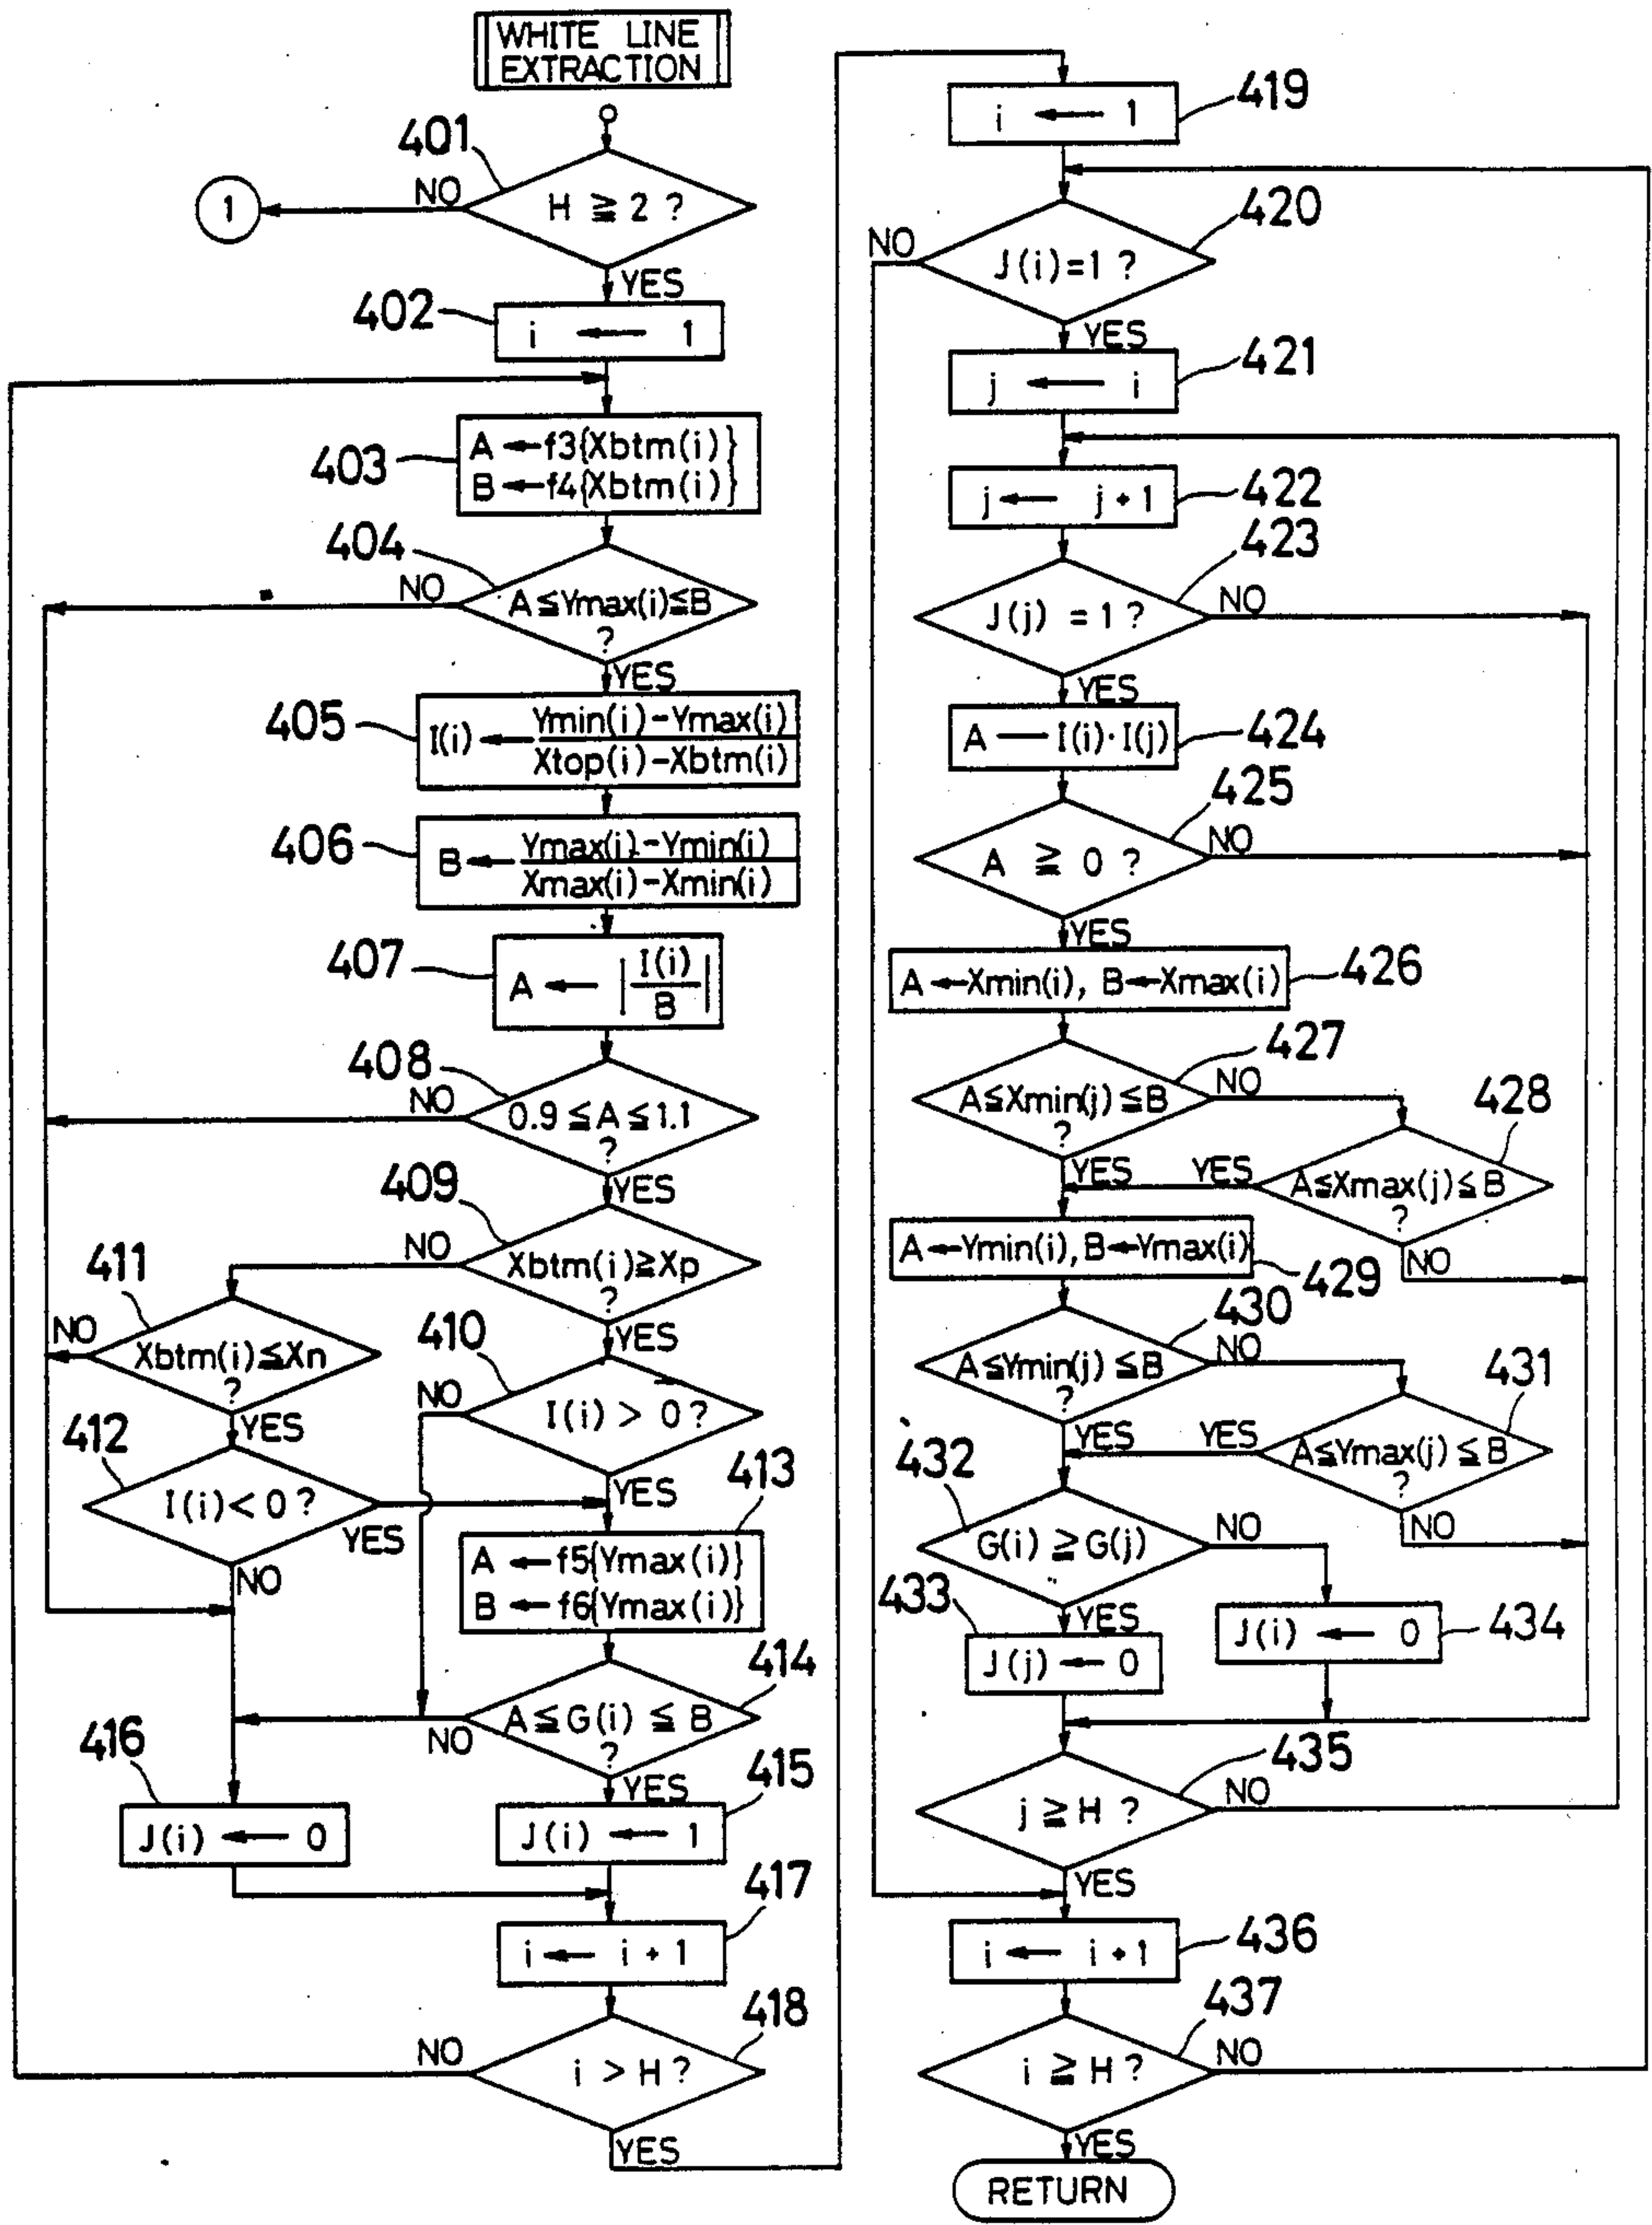 WHITE LINE
EXTRACTION
401
H ≧ 2 ?
NO
1
YES
402
i ← 1
403
A ← f3{Xbtm(i)}
B ← f4{Xbtm(i)}
404
A ≦ Ymax(i) ≦ B
?
NO
YES
405
I(i) ← Ymin(i) − Ymax(i)
Xtop(i) − Xbtm(i)
406
B ← Ymax(i) − Ymin(i)
Xmax(i) − Xmin(i)
407
A ← | I(i)
B |
408
0.9 ≦ A ≦ 1.1
?
NO
YES
409
Xbtm(i) ≧ Xp
?
NO
YES
411
Xbtm(i) ≦ Xn
?
NO
YES
410
I(i) > 0 ?
NO
YES
412
I(i) < 0 ?
YES
NO
413
A ← f5{Ymax(i)}
B ← f6{Ymax(i)}
414
A ≦ G(i) ≦ B
?
NO
YES
416
J(i) ← 0
415
J(i) ← 1
417
i ← i + 1
418
i > H ?
NO
YES
419
i ← 1
420
J(i) = 1 ?
NO
YES
421
j ← i
422
j ← j + 1
423
J(j) = 1 ?
NO
YES
424
A — I(i) · I(j)
425
A ≧ 0 ?
NO
YES
426
A ← Xmin(i), B ← Xmax(i)
427
A ≦ Xmin(j) ≦ B
?
NO
YES
428
A ≦ Xmax(j) ≦ B
?
YES
NO
429
A ← Ymin(i), B ← Ymax(i)
430
A ≦ Ymin(j) ≦ B
?
NO
YES
431
A ≦ Ymax(j) ≦ B
?
YES
NO
432
G(i) ≧ G(j)
NO
YES
433
J(j) ← 0
434
J(i) ← 0
435
j ≧ H ?
NO
YES
436
i ← i + 1
437
i ≧ H ?
NO
YES
RETURN